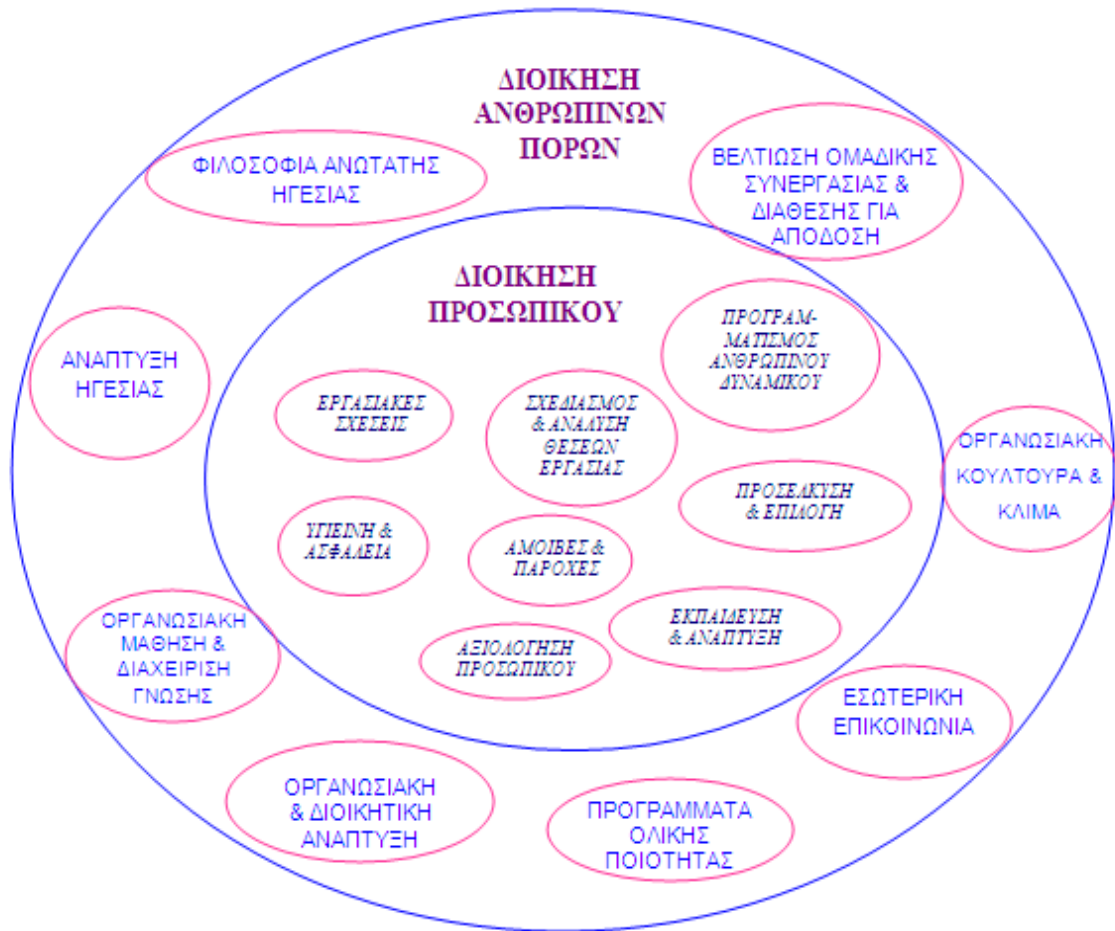 ΔΙΟΙΚΗΣΗ
ΑΝΘΡΩΠΙΝΩΝ
ΠΟΡΩΝ
ΦΙΛΟΣΟΦΙΑ ΑΝΩΤΑΤΗΣ
ΗΓΕΣΙΑΣ
ΒΕΛΤΙΩΣΗ ΟΜΑΔΙΚΗΣ
ΣΥΝΕΡΓΑΣΙΑΣ &
ΔΙΑΘΕΣΗΣ ΓΙΑ
ΑΠΟΔΟΣΗ
ΔΙΟΙΚΗΣΗ
ΠΡΟΣΩΠΙΚΟΥ
ΠΡΟΓΡΑΜ-
ΜΑΤΙΣΜΟΣ
ΑΝΘΡΩΠΙΝΟΥ
ΔΥΝΑΜΙΚΟΥ
ΑΝΑΠΤΥΞΗ
ΗΓΕΣΙΑΣ
ΕΡΓΑΣΙΑΚΕΣ
ΣΧΕΣΕΙΣ
ΣΧΕΔΙΑΣΜΟΣ
& ΑΝΑΛΥΣΗ
ΘΕΣΕΩΝ
ΕΡΓΑΣΙΑΣ
ΟΡΓΑΝΩΣΙΑΚΗ
ΚΟΥΛΤΟΥΡΑ &
ΚΛΙΜΑ
ΠΡΟΣΕΛΚΥΣΗ
& ΕΠΙΛΟΓΗ
ΥΓΙΕΙΝΗ &
ΑΣΦΑΛΕΙΑ
ΑΜΟΙΒΕΣ &
ΠΑΡΟΧΕΣ
ΕΚΠΑΙΔΕΥΣΗ
& ΑΝΑΠΤΥΞΗ
ΑΞΙΟΛΟΓΗΣΗ
ΠΡΟΣΩΠΙΚΟΥ
ΟΡΓΑΝΩΣΙΑΚΗ
ΜΑΘΗΣΗ &
ΔΙΑΧΕΙΡΙΣΗ
ΓΝΩΣΗΣ
ΕΣΩΤΕΡΙΚΗ
ΕΠΙΚΟΙΝΩΝΙΑ
ΟΡΓΑΝΩΣΙΑΚΗ
& ΔΙΟΙΚΗΤΙΚΗ
ΑΝΑΠΤΥΞΗ
ΠΡΟΓΡΑΜΜΑΤΑ
ΟΛΙΚΗΣ
ΠΟΙΟΤΗΤΑΣ